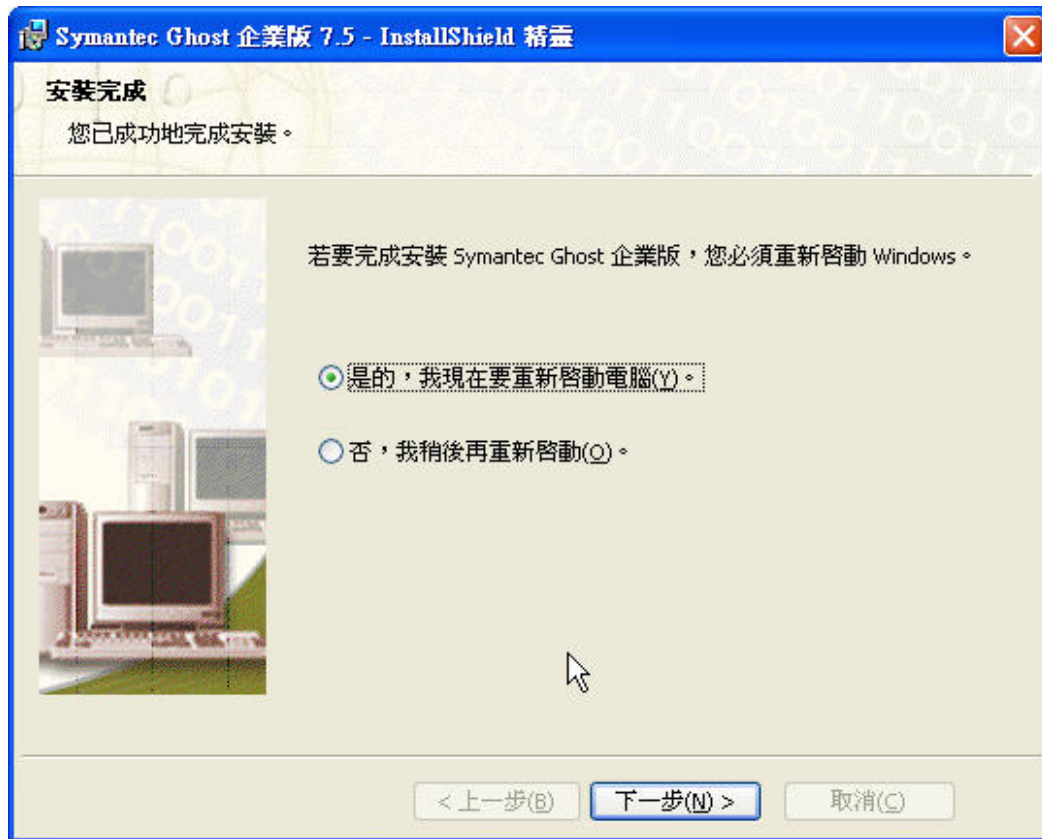 Symantec Ghost 企業版 7.5 - InstallShield 精靈
安裝完成
您已成功地完成安裝。
若要完成安裝 Symantec Ghost 企業版，您必須重新啓動 Windows。
是的，我現在要重新啓動電腦(Y)。
否，我稍後再重新啓動(O)。
< 上一步(B)
下一步(N) >
取消(C)